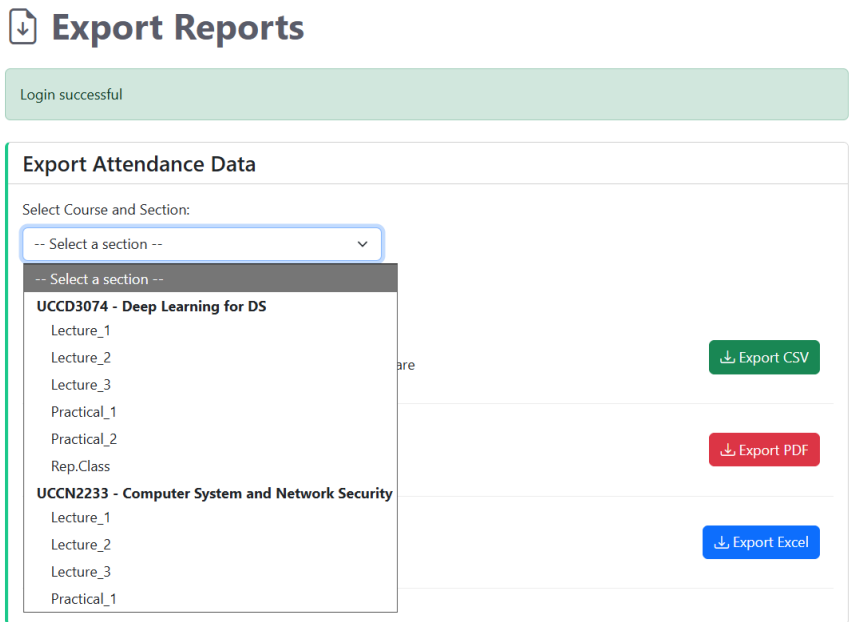 Export Reports
Login successful
Export Attendance Data
Select Course and Section:
-- Select a section --
-- Select a section --
UCCD3074 - Deep Learning for DS
Lecture_1
Lecture_2
Lecture_3
Practical_1
Practical_2
Rep.Class
UCCN2233 - Computer System and Network Security
Lecture_1
Lecture_2
Lecture_3
Practical_1
Export CSV
Export PDF
Export Excel